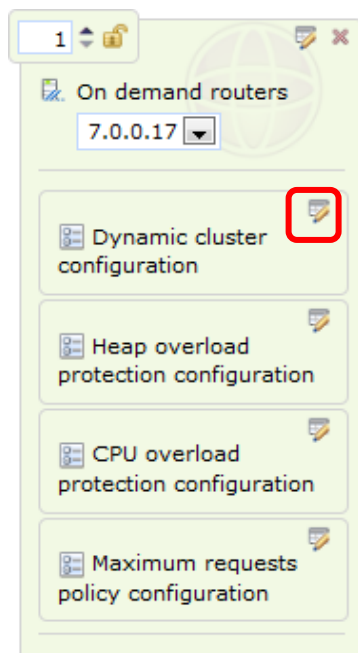 1
On demand routers
7.0.0.17
Dynamic cluster
configuration
Heap overload
protection configuration
CPU overload
protection configuration
Maximum requests
policy configuration